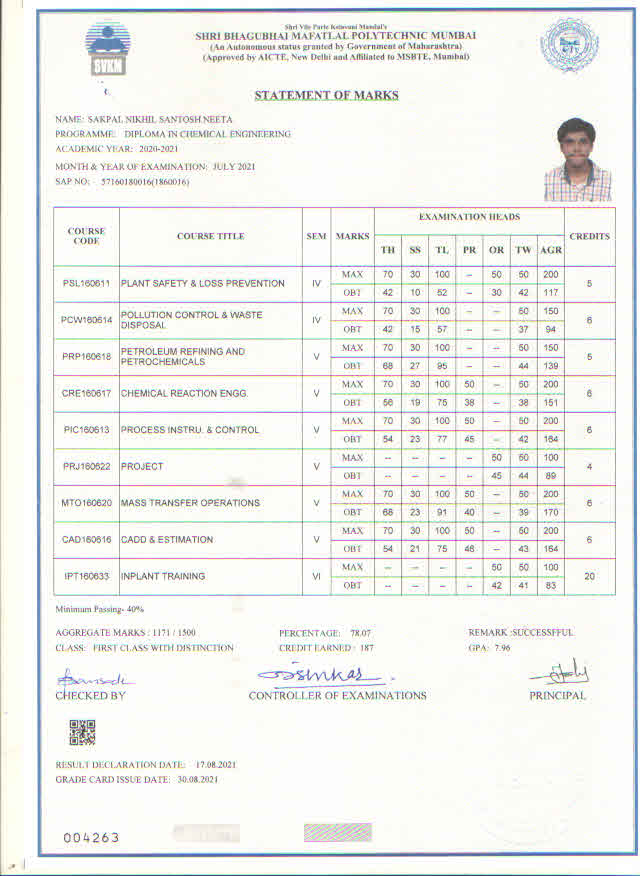 Shri Vile Parle Kelavani Mandal's
SHRI BHAGUBHAI MAFATLAL POLYTECHNIC MUMBAI
(An Autonomous status granted by Government of Maharashtra)
(Approved by AICTE, New Delhi and Affiliated to MSBTE, Mumbai)
SVKM
STATEMENT OF MARKS
NAME: SAKPAL NIKHIL SANTOSH NEETA
PROGRAMME: DIPLOMA IN CHEMICAL ENGINEERING
ACADEMIC YEAR: 2020-2021
MONTH & YEAR OF EXAMINATION: JULY 2021
SAP NO: - 57160180016(1860016)
COURSE CODE COURSE TITLE SEM MARKS EXAMINATION HEADS CREDITS
TH SS TL PR OR TW AGR
PSL160611 PLANT SAFETY & LOSS PREVENTION IV MAX 70 30 100 -- 50 50 200 5
OBT 42 10 52 -- 30 42 117
PCW160614 POLLUTION CONTROL & WASTE DISPOSAL IV MAX 70 30 100 -- -- 50 150 6
OBT 42 15 57 -- -- 37 94
PRP160618 PETROLEUM REFINING AND PETROCHEMICALS V MAX 70 30 100 -- -- 50 150 5
OBT 68 27 95 -- -- 44 139
CRE160617 CHEMICAL REACTION ENGG. V MAX 70 30 100 50 -- 50 200 6
OBT 56 19 75 38 -- 38 151
PIC160613 PROCESS INSTRU. & CONTROL V MAX 70 30 100 50 -- 50 200 6
OBT 54 23 77 45 -- 42 164
PRJ160622 PROJECT V MAX -- -- -- -- 50 50 100 4
OBT -- -- -- -- 45 44 89
MTO160620 MASS TRANSFER OPERATIONS V MAX 70 30 100 50 -- 50 200 6
OBT 68 23 91 40 -- 39 170
CAD160616 CADD & ESTIMATION V MAX 70 30 100 50 -- 50 200 6
OBT 54 21 75 46 -- 43 164
IPT160633 INPLANT TRAINING VI MAX -- -- -- -- 50 50 100 20
OBT -- -- -- -- 42 41 83
Minimum Passing- 40%
AGGREGATE MARKS : 1171 / 1500 PERCENTAGE: 78.07 REMARK :SUCCESSFFUL
CLASS: FIRST CLASS WITH DISTINCTION CREDIT EARNED : 187 GPA: 7.96
CHECKED BY CONTROLLER OF EXAMINATIONS PRINCIPAL
RESULT DECLARATION DATE: 17.08.2021
GRADE CARD ISSUE DATE: 30.08.2021
004263